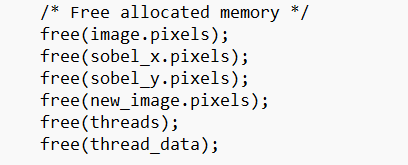 /* Free allocated memory */
free(image.pixels);
free(sobel_x.pixels);
free(sobel_y.pixels);
free(new_image.pixels);
free(threads);
free(thread_data);